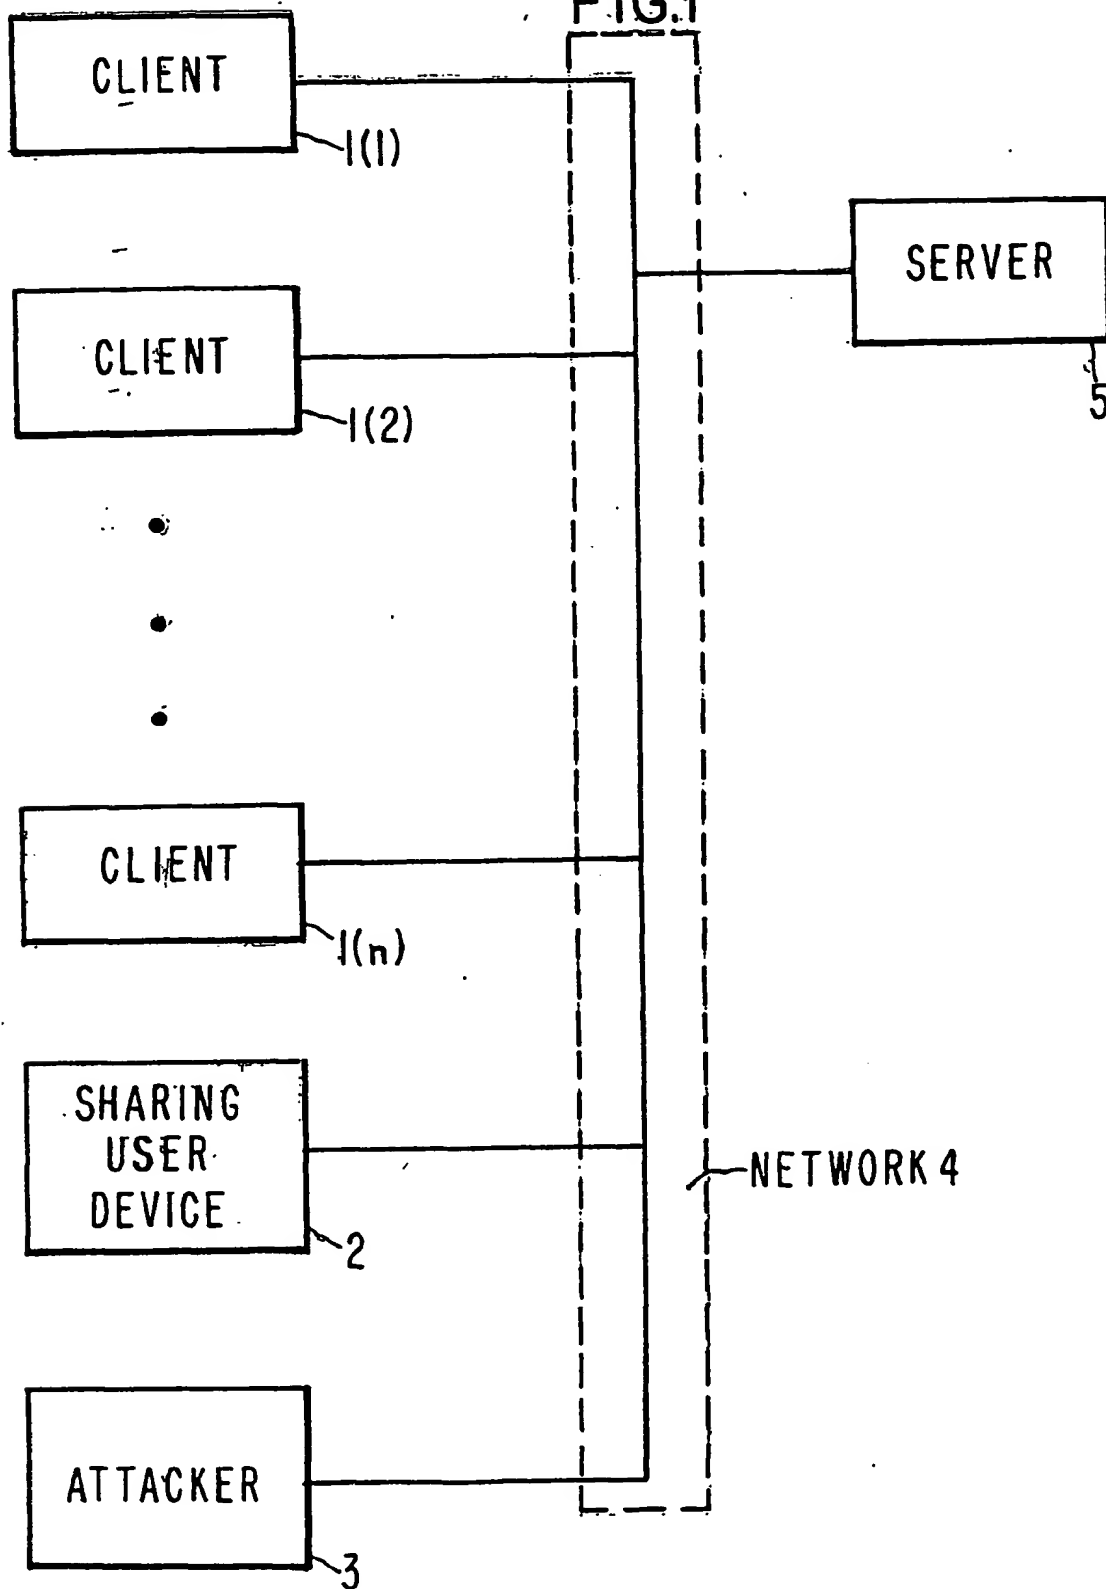 FIG.1
CLIENT
1(1)
SERVER
5
CLIENT
1(2)
CLIENT
1(n)
SHARING
USER
DEVICE
2
NETWORK 4
ATTACKER
3